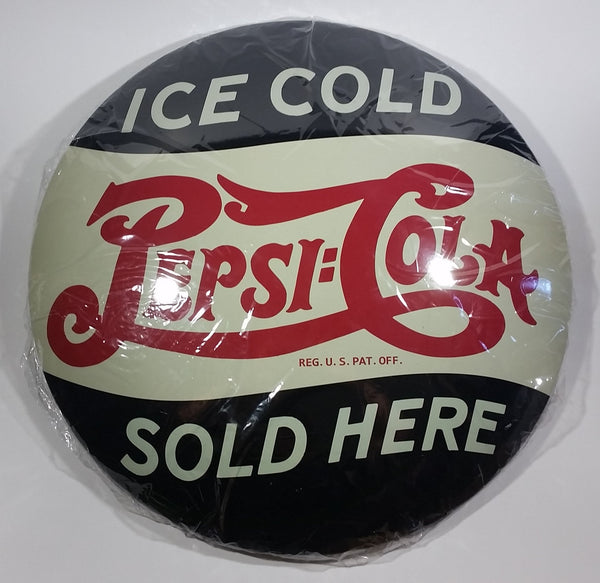 ICE COLD
PEPSI:COLA
REG. U. S. PAT. OFF.
SOLD HERE